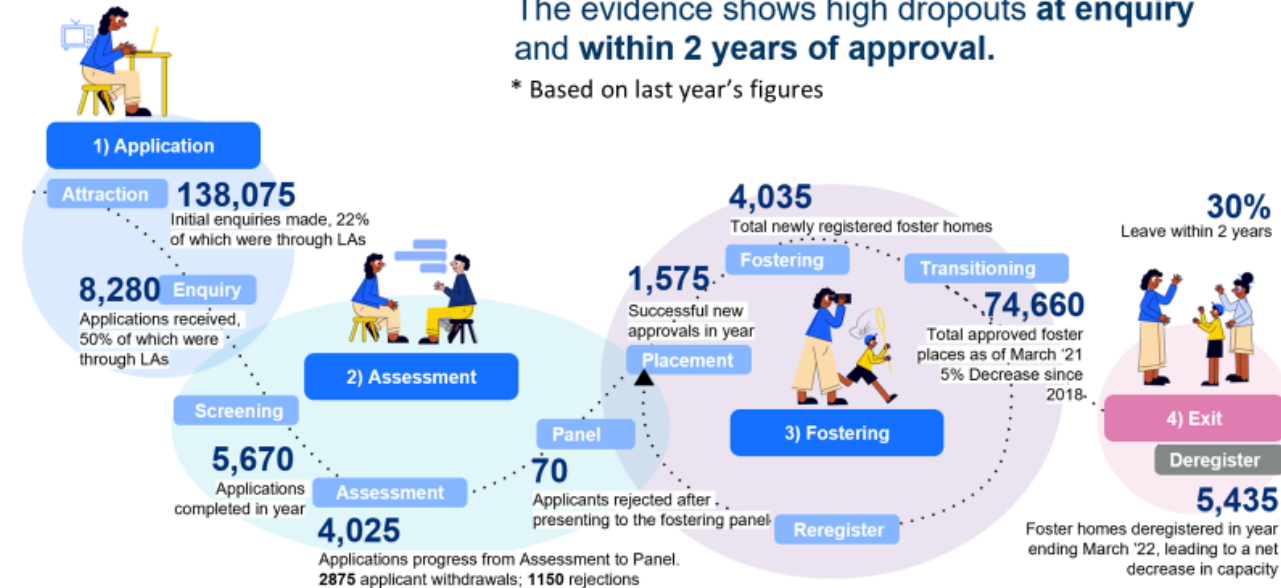 The evidence shows high dropouts at enquiry
and within 2 years of approval.
* Based on last year's figures
1) Application
Attraction
138,075
Initial enquiries made, 22%
of which were through LAs
8,280
Enquiry
Applications received,
50% of which were
through LAs
2) Assessment
Screening
5,670
Applications
completed in year
Assessment
4,025
Applications progress from Assessment to Panel.
2875 applicant withdrawals; 1150 rejections
Panel
70
Applicants rejected after
presenting to the fostering panel
1,575
Successful new
approvals in year
Placement
4,035
Total newly registered foster homes
Fostering
Transitioning
74,660
Total approved foster
places as of March '21
5% Decrease since
2018
3) Fostering
Reregister
30%
Leave within 2 years
4) Exit
Deregister
5,435
Foster homes deregistered in year
ending March '22, leading to a net
decrease in capacity